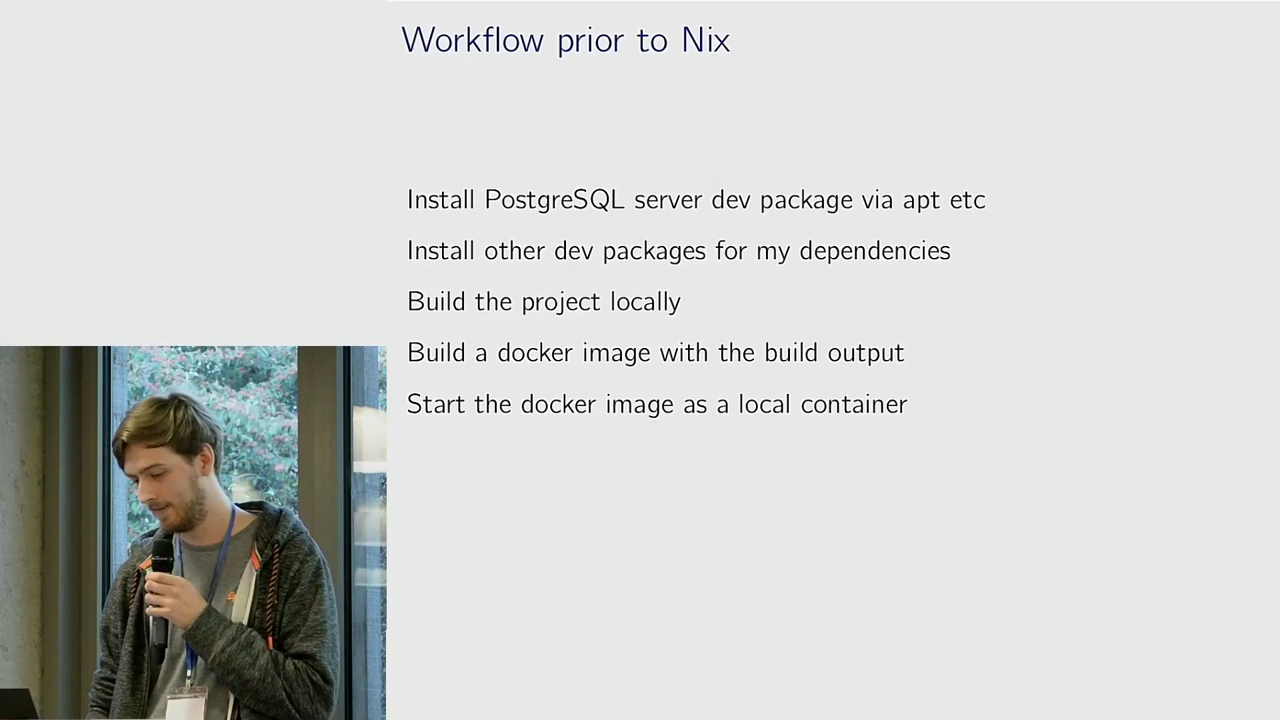 Workflow prior to Nix
Install PostgreSQL server dev package via apt etc
Install other dev packages for my dependencies
Build the project locally
Build a docker image with the build output
Start the docker image as a local container